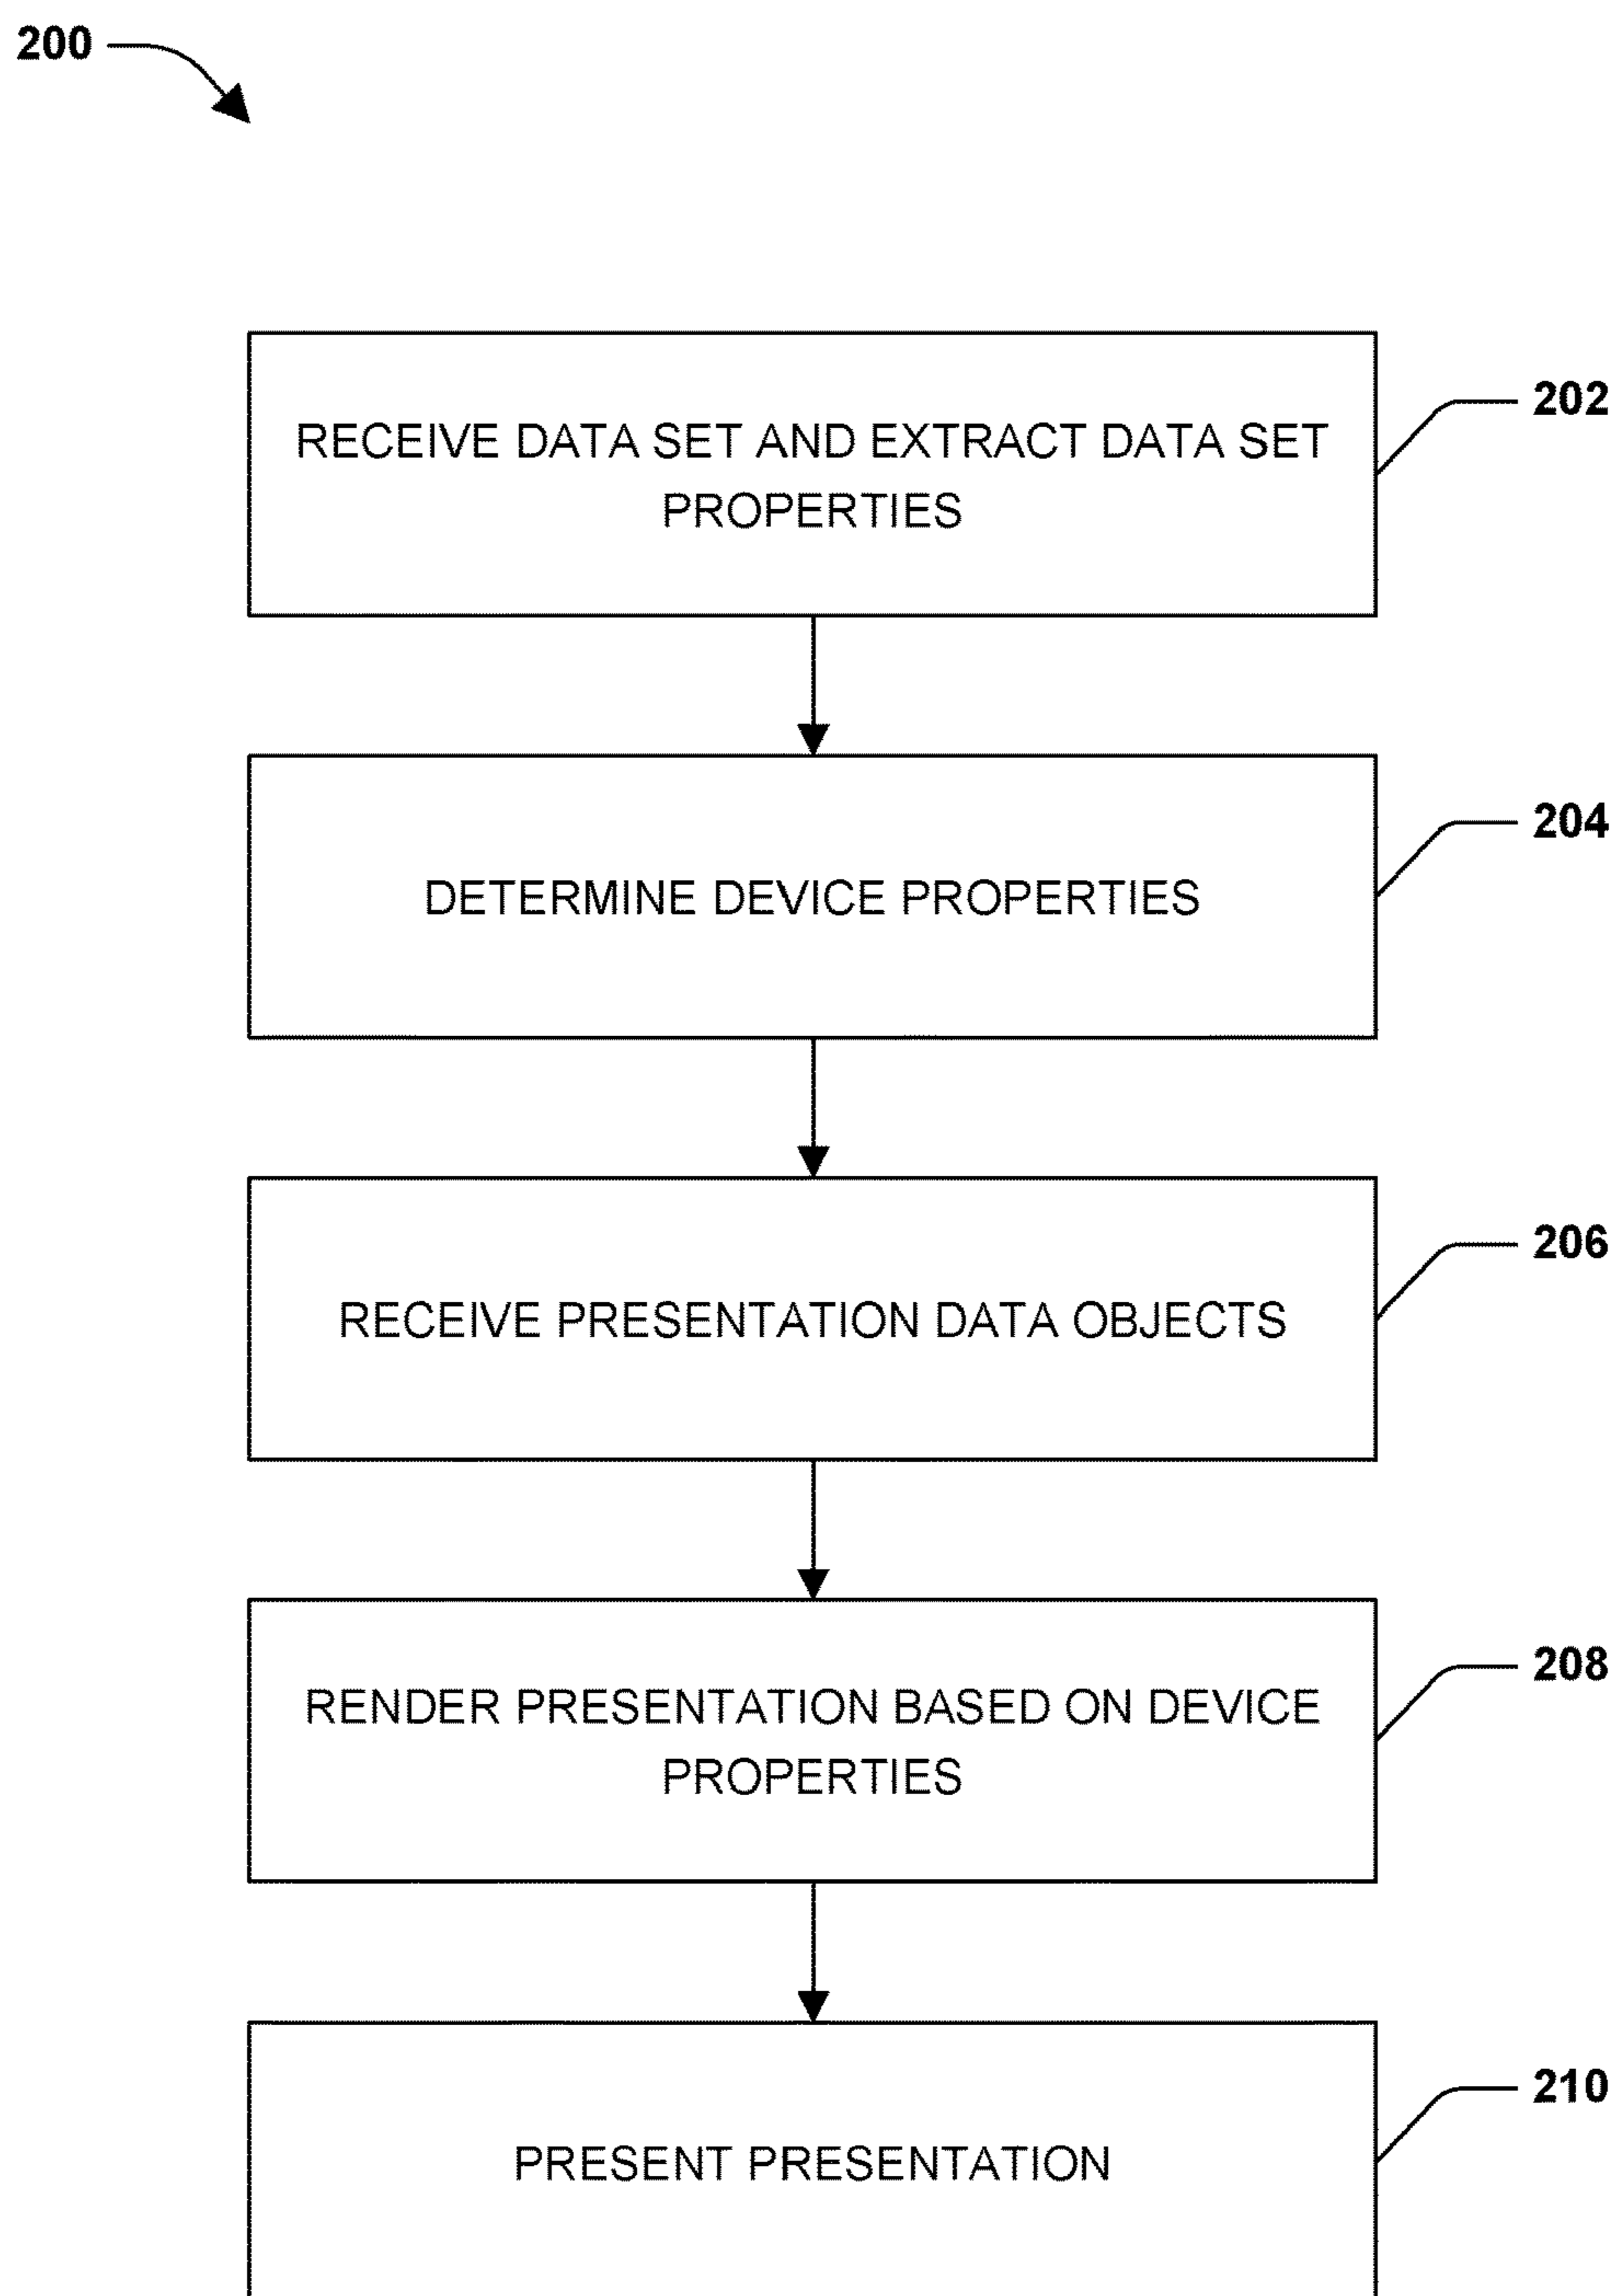 200
RECEIVE DATA SET AND EXTRACT DATA SET
PROPERTIES
202
DETERMINE DEVICE PROPERTIES
204
RECEIVE PRESENTATION DATA OBJECTS
206
RENDER PRESENTATION BASED ON DEVICE
PROPERTIES
208
PRESENT PRESENTATION
210